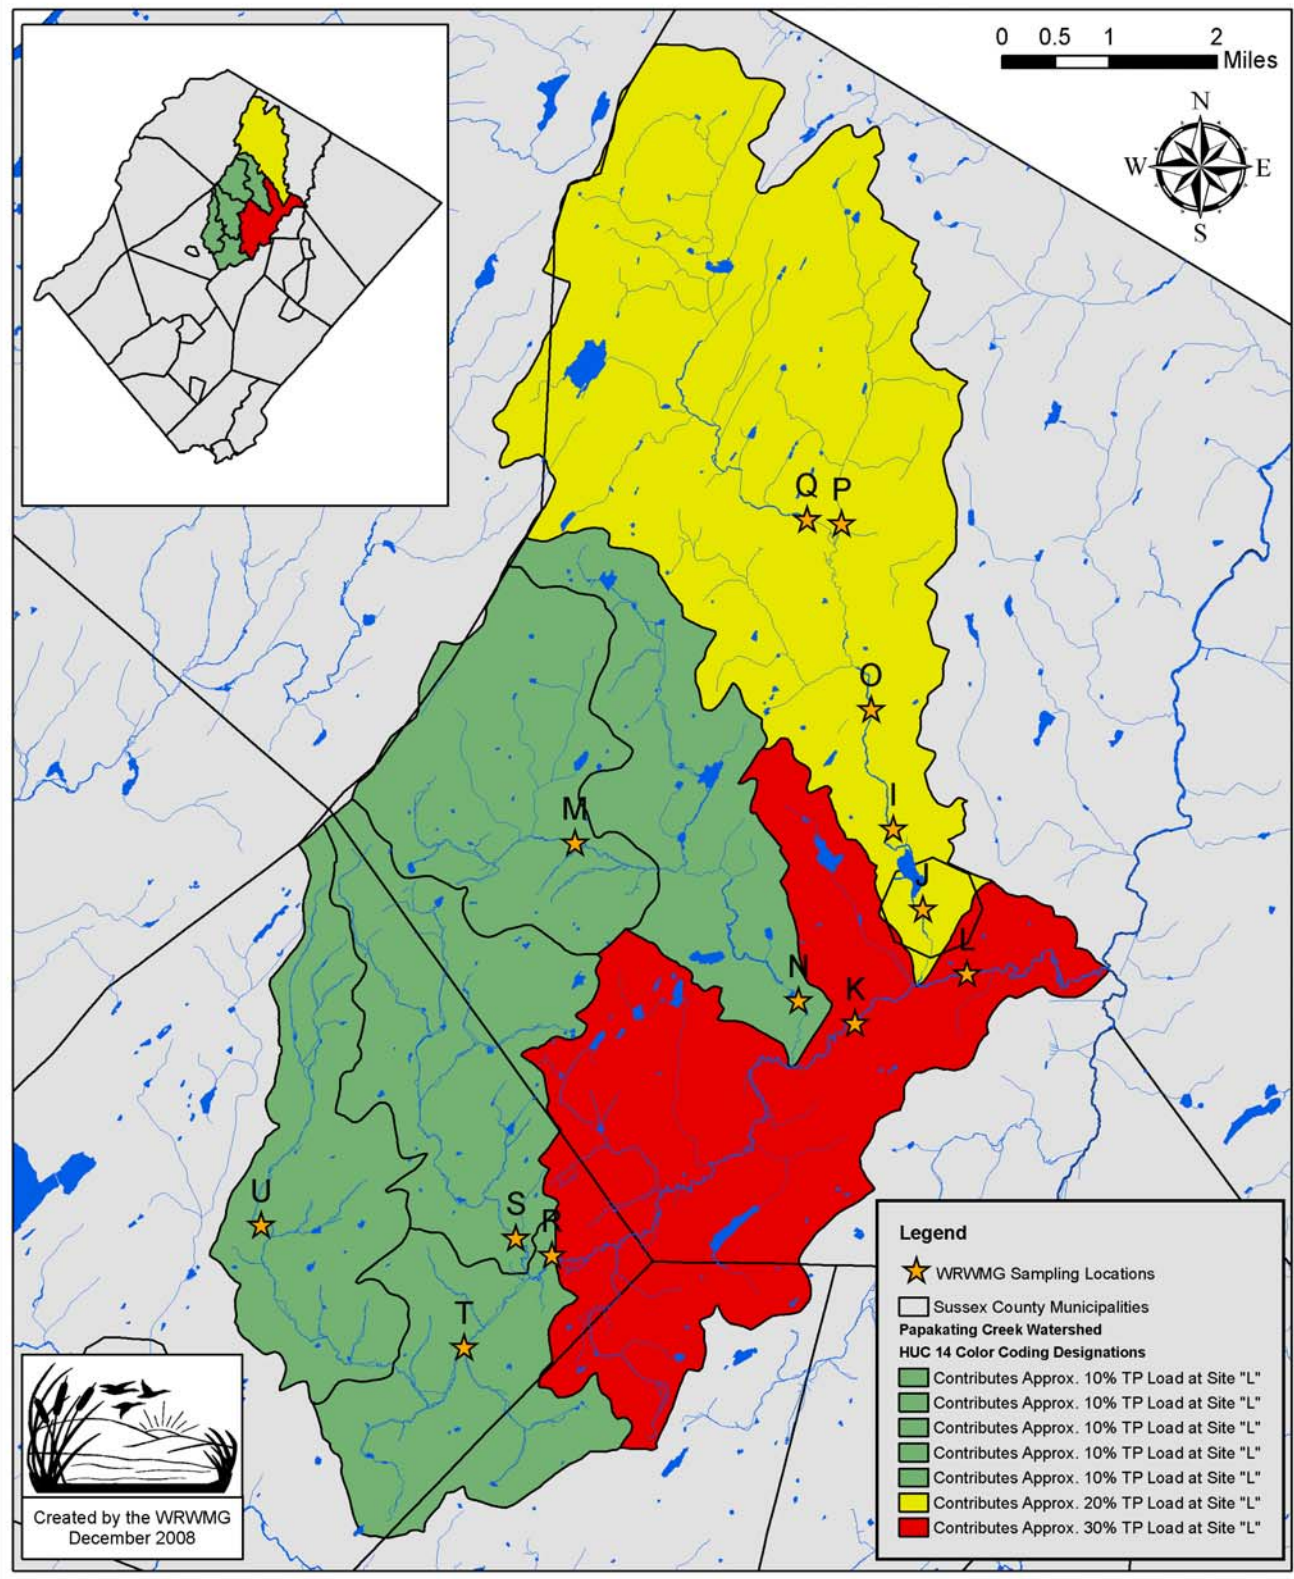 0 0.5 1 2
Miles
N
W E
S
Q P
O
I
M
J
L
N
K
U
S
R
T
Legend
WRWMG Sampling Locations
Sussex County Municipalities
Papakating Creek Watershed
HUC 14 Color Coding Designations
Contributes Approx. 10% TP Load at Site "L"
Contributes Approx. 10% TP Load at Site "L"
Contributes Approx. 10% TP Load at Site "L"
Contributes Approx. 10% TP Load at Site "L"
Contributes Approx. 10% TP Load at Site "L"
Contributes Approx. 20% TP Load at Site "L"
Contributes Approx. 30% TP Load at Site "L"
Created by the WRWMG
December 2008